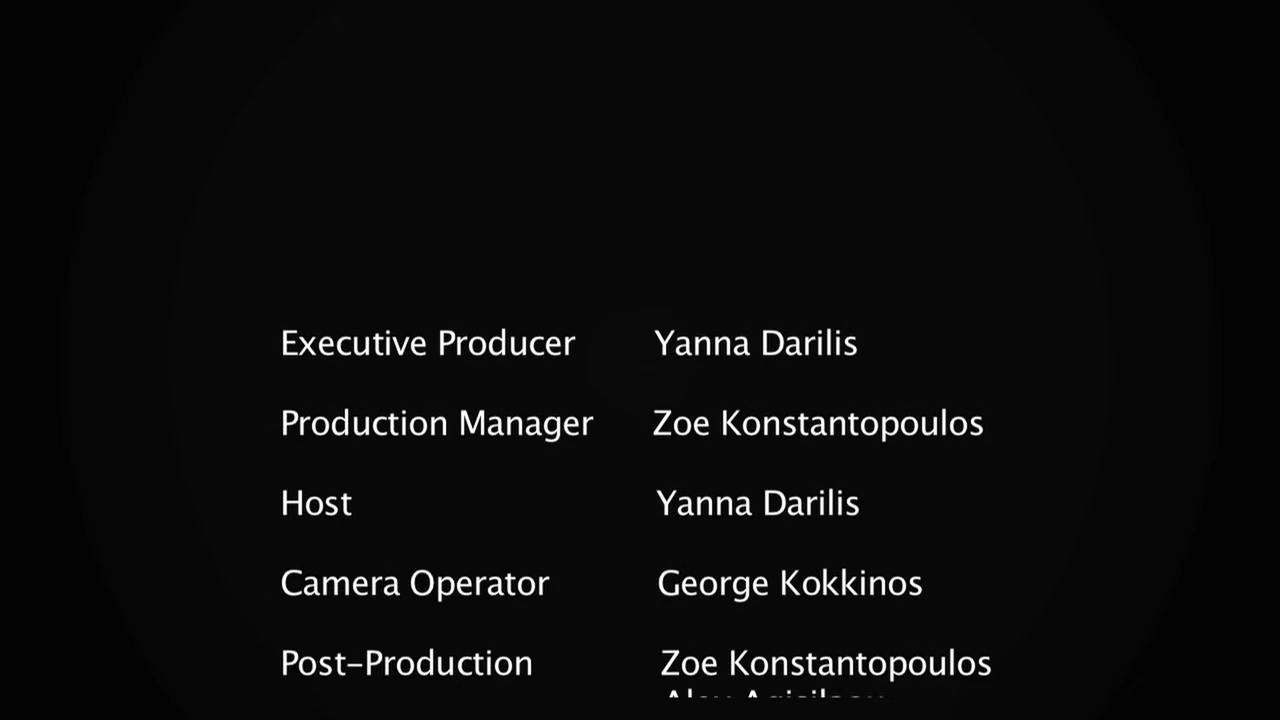 Executive Producer Yanna Darilis
Production Manager Zoe Konstantopoulos
Host Yanna Darilis
Camera Operator George Kokkinos
Post-Production Zoe Konstantopoulos